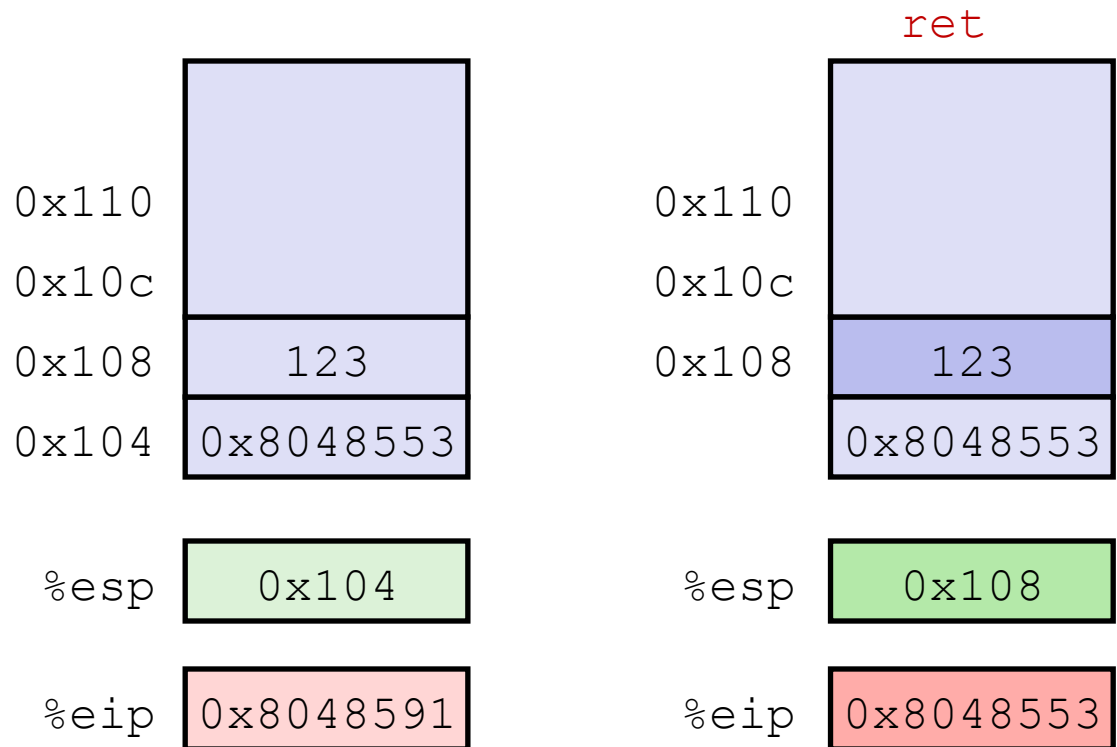 ret
0x110 0x110
0x10c 0x10c
0x108 123 0x108 123
0x104 0x8048553 0x8048553
%esp 0x104 %esp 0x108
%eip 0x8048591 %eip 0x8048553